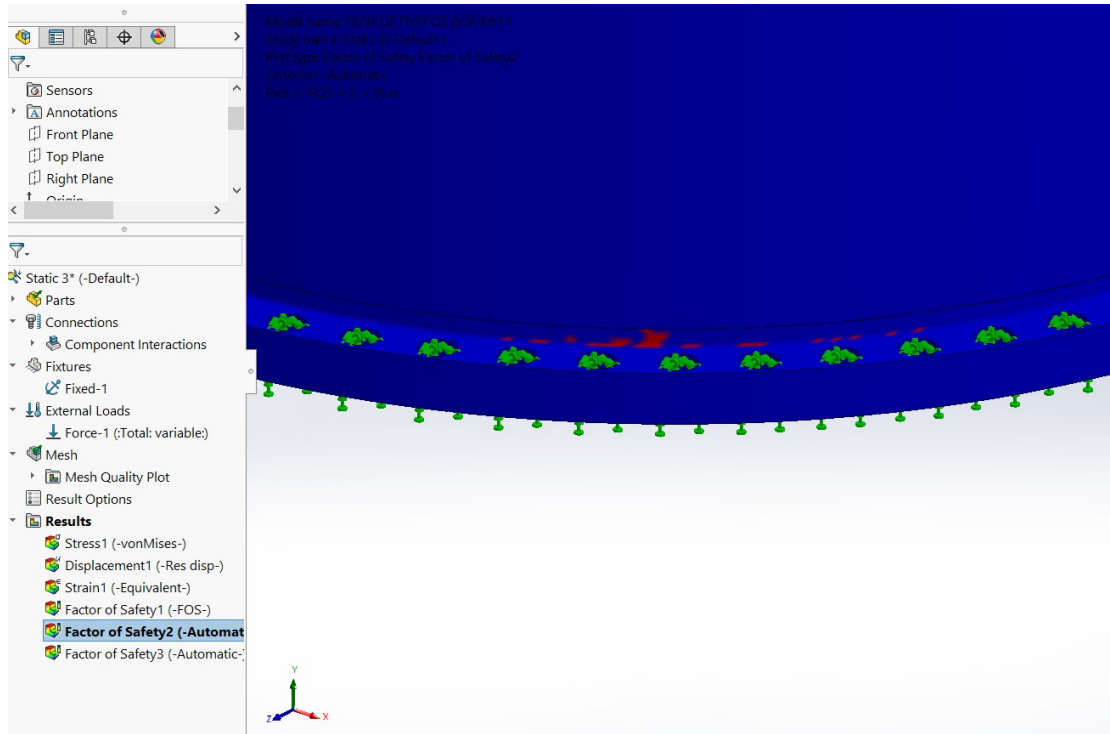 Sensors
Annotations
Front Plane
Top Plane
Right Plane
Origin
Static 3* (-Default-)
Parts
Connections
Component Interactions
Fixtures
Fixed-1
External Loads
Force-1 (:Total: variable:)
Mesh
Mesh Quality Plot
Result Options
Results
Stress1 (-vonMises-)
Displacement1 (-Res disp-)
Strain1 (-Equivalent-)
Factor of Safety1 (-FOS-)
Factor of Safety2 (-Automat
Factor of Safety3 (-Automatic-
Model name:
Study name: Static 3(-Default-)
Plot type: Factor of Safety Factor of Safety2
Criterion : Automatic
Red < FOS = 2 < Blue
Y
Z
X